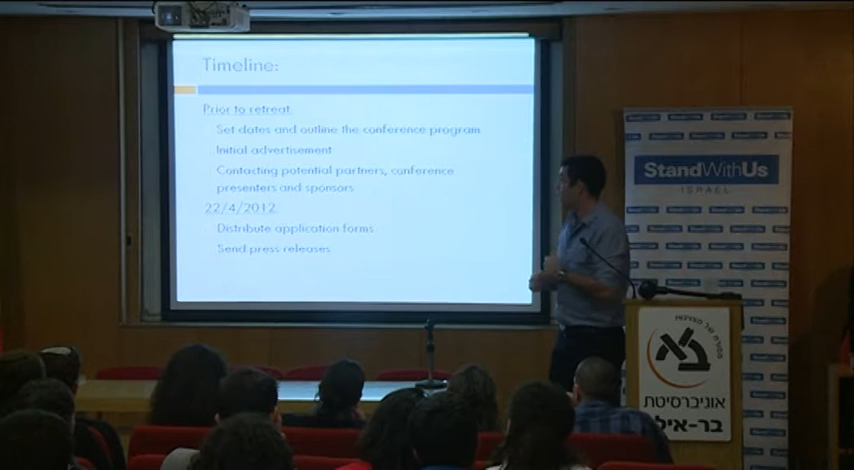 Timeline:
Prior to retreat:
Set dates and outline the conference program
Initial advertisement
Contacting potential partners, conference
presenters and sponsors
22/4/2012
Distribute application forms
Send press releases
StandWithUs
ISRAEL
אוניברסיטת
בר-אילן